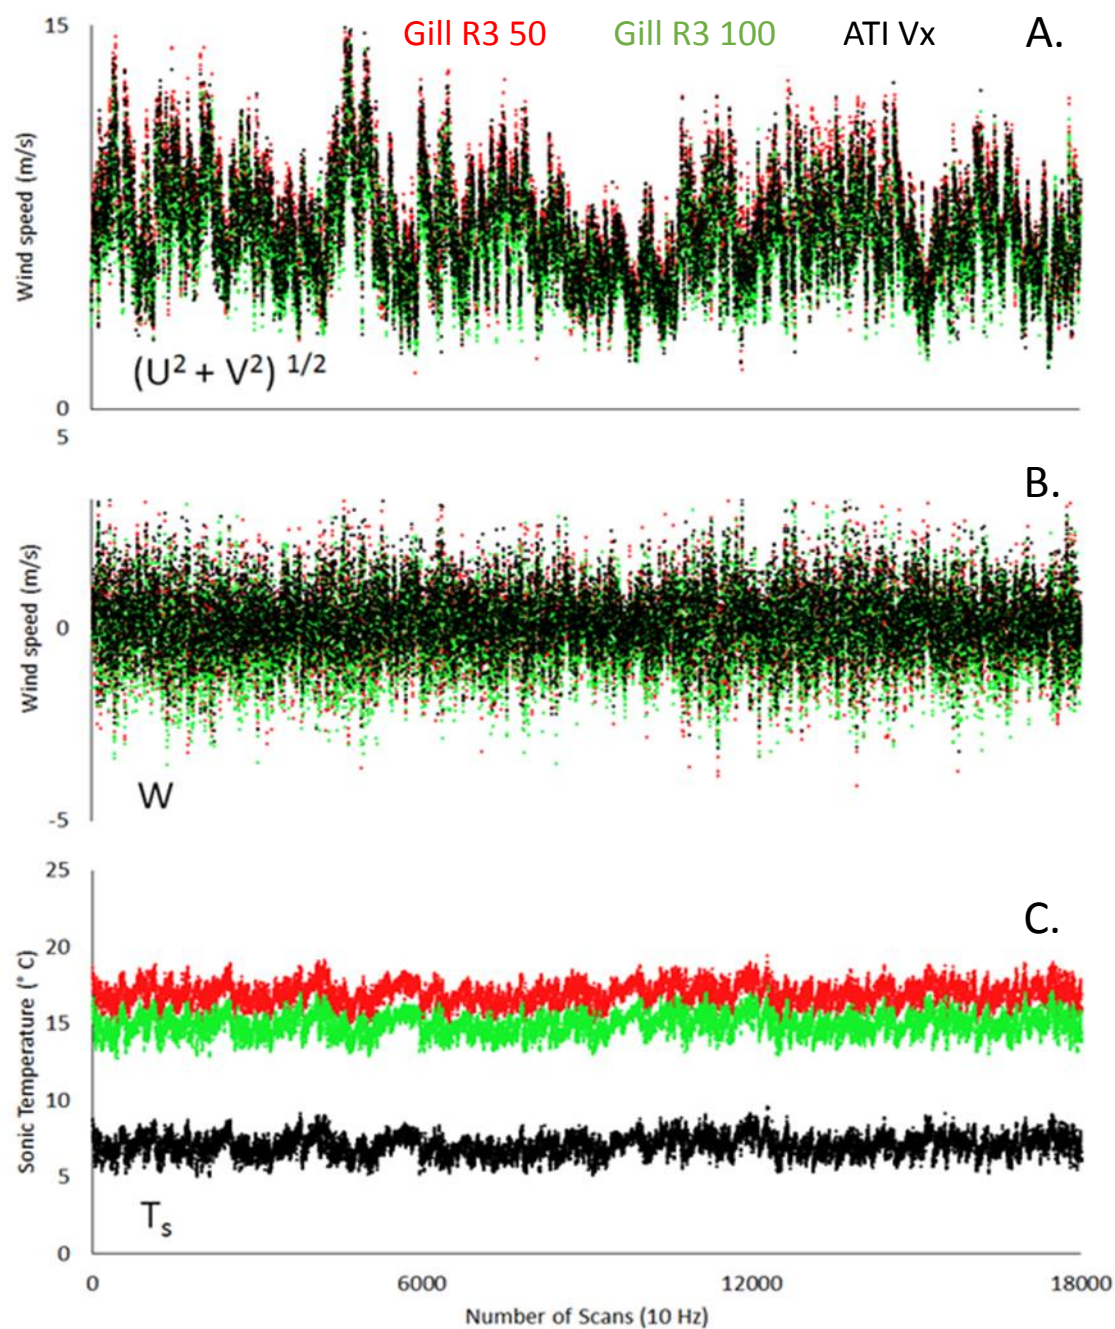 Gill R3 50 Gill R3 100 ATI Vx A.
15
Wind speed (m/s)
(U² + V²) 1/2
0
5
B.
Wind speed (m/s)
0
W
-5
25
C.
20
Sonic Temperature (° C)
15
10
5
Ts
0
0 6000 12000 18000
Number of Scans (10 Hz)